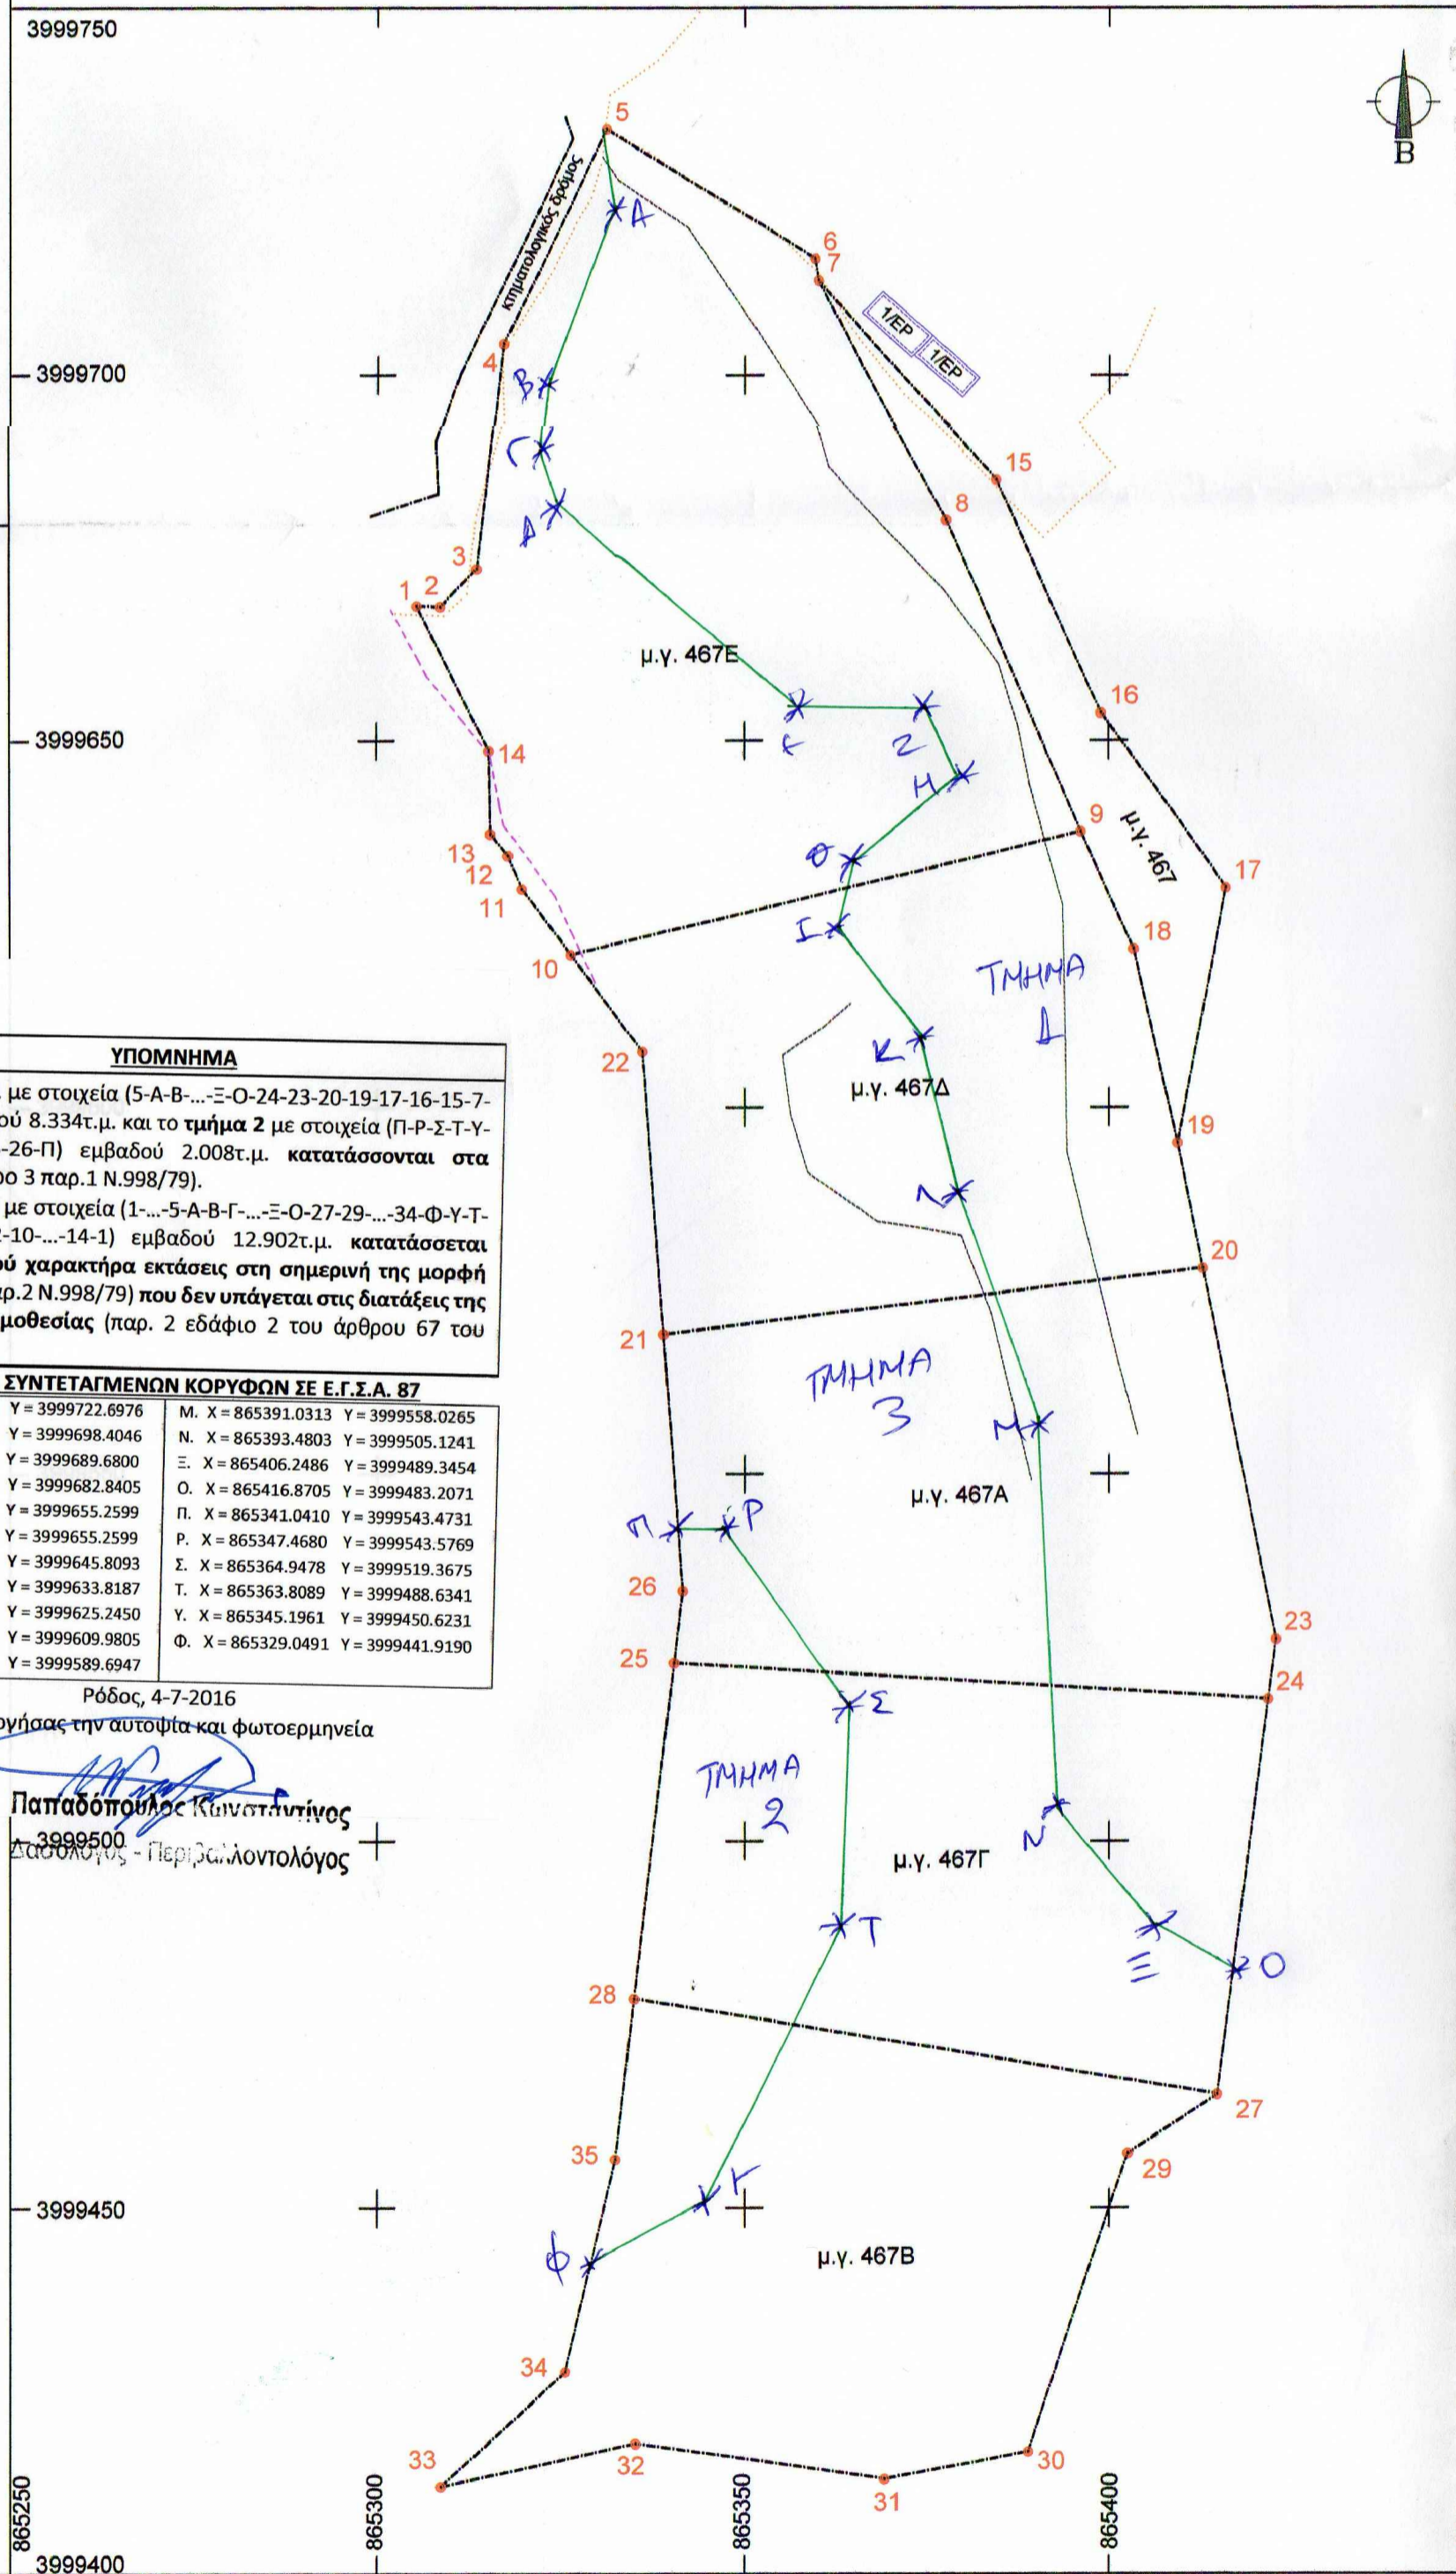 3999750
5
Α
6
7
Β
κτηματολογικός δρόμος
1/ΕΡ 1/ΕΡ
4
3999700
Β
Γ
15
8
Δ
3
1 2
μ.γ. 467Ε
16
3999650
Ζ
14
Η
9
μ.γ. 467
13
12
Θ
17
11
Ι
18
10
ΤΜΗΜΑ
1
Κ
22
μ.γ. 467Δ
ΥΠΟΜΝΗΜΑ
με στοιχεία (5-Α-Β-...-Ξ-Ο-24-23-20-19-17-16-15-7-
ού 8.334τ.μ. και το τμήμα 2 με στοιχεία (Π-Ρ-Σ-Τ-Υ-
-26-Π) εμβαδού 2.008τ.μ. κατατάσσονται στα
ρο 3 παρ.1 Ν.998/79).
με στοιχεία (1-...-5-Α-Β-Γ-...-Ξ-Ο-27-29-...-34-Φ-Υ-Τ-
-10-...-14-1) εμβαδού 12.902τ.μ. κατατάσσεται
ού χαρακτήρα εκτάσεις στη σημερινή της μορφή
ρ.2 Ν.998/79) που δεν υπάγεται στις διατάξεις της
μοθεσίας (παρ. 2 εδάφιο 2 του άρθρου 67 του
19
Λ
20
21
ΤΜΗΜΑ
3
ΣΥΝΤΕΤΑΓΜΕΝΩΝ ΚΟΡΥΦΩΝ ΣΕ Ε.Γ.Σ.Α. 87
Υ = 3999722.6976 Μ. Χ = 865391.0313 Υ = 3999558.0265
Υ = 3999698.4046 Ν. Χ = 865393.4803 Υ = 3999505.1241
Υ = 3999689.6800 Ξ. Χ = 865406.2486 Υ = 3999489.3454
Υ = 3999682.8405 Ο. Χ = 865416.8705 Υ = 3999483.2071
Υ = 3999655.2599 Π. Χ = 865341.0410 Υ = 3999543.4731
Υ = 3999655.2599 Ρ. Χ = 865347.4680 Υ = 3999543.5769
Υ = 3999645.8093 Σ. Χ = 865364.9478 Υ = 3999519.3675
Υ = 3999633.8187 Τ. Χ = 865363.8089 Υ = 3999488.6341
Υ = 3999625.2450 Υ. Χ = 865345.1961 Υ = 3999450.6231
Υ = 3999609.9805 Φ. Χ = 865329.0491 Υ = 3999441.9190
Υ = 3999589.6947
Μ
μ.γ. 467Α
Π
Ρ
26
23
25
24
Σ
Ρόδος, 4-7-2016
ογήσας την αυτοψία και φωτοερμηνεία
Παπαδόπουλος Κωνσταντίνος
Δασολόγος - Περιβαλλοντολόγος
3999500
ΤΜΗΜΑ
2
Ν
μ.γ. 467Γ
Τ
Ξ
Ο
28
27
35
29
Υ
3999450
Φ
μ.γ. 467Β
34
33
32
30
31
865250
865300
865350
865400
3999400